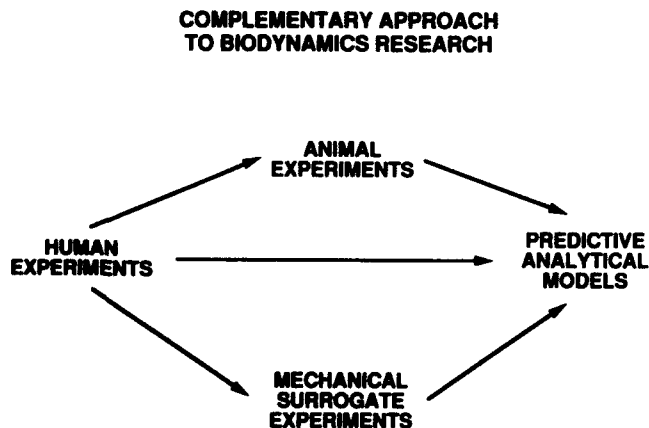 COMPLEMENTARY APPROACH
TO BIODYNAMICS RESEARCH
ANIMAL
EXPERIMENTS
HUMAN
EXPERIMENTS
PREDICTIVE
ANALYTICAL
MODELS
MECHANICAL
SURROGATE
EXPERIMENTS